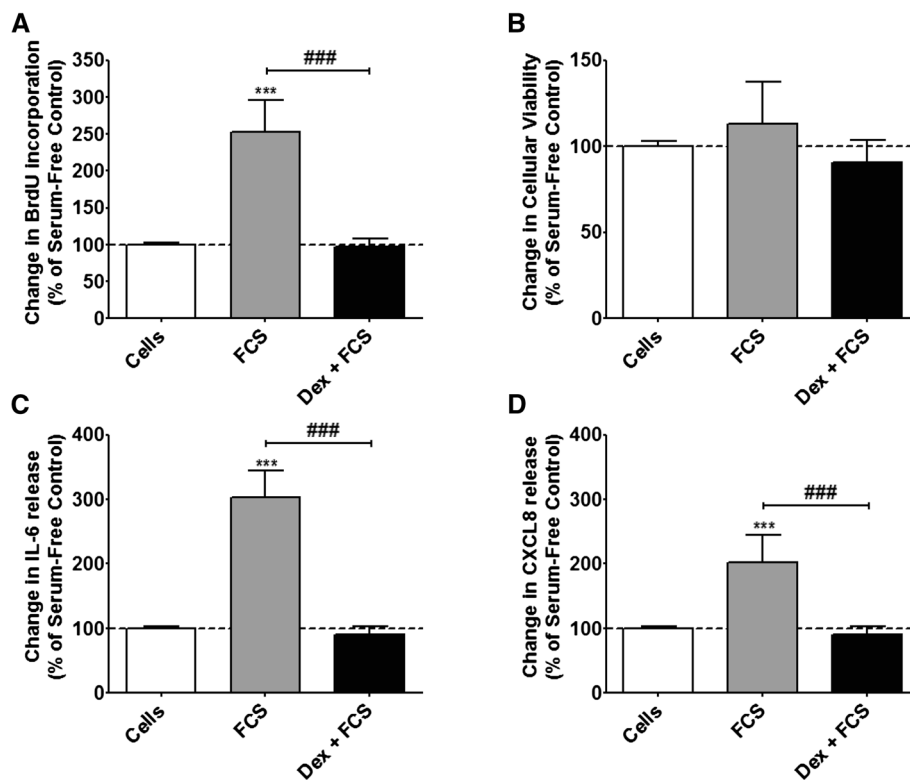 A
Change in BrdU Incorporation
(% of Serum-Free Control)
350
300
250
200
150
100
50
0
***
###
Cells
FCS
Dex + FCS
B
Change in Cellular Viability
(% of Serum-Free Control)
150
100
50
0
Cells
FCS
Dex + FCS
C
Change in IL-6 release
(% of Serum-Free Control)
400
300
200
100
0
***
###
Cells
FCS
Dex + FCS
D
Change in CXCL8 release
(% of Serum-Free Control)
400
300
200
100
0
***
###
Cells
FCS
Dex + FCS